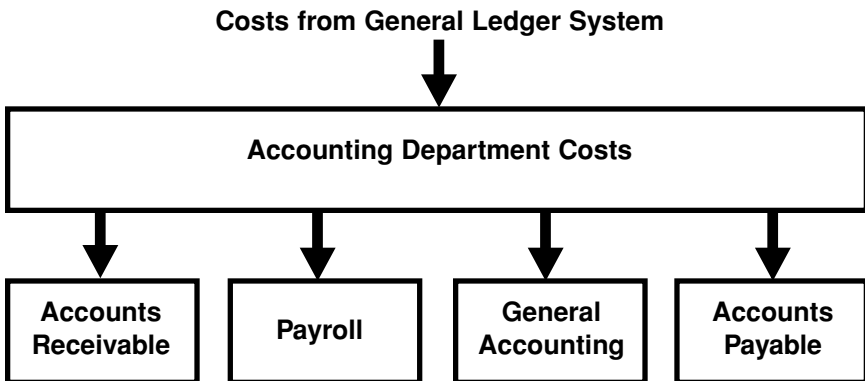 Costs from General Ledger System
Accounting Department Costs
Accounts
Receivable
Payroll
General
Accounting
Accounts
Payable